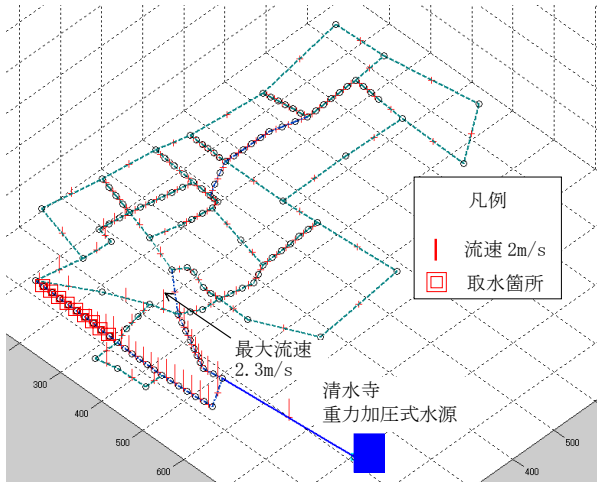 凡例
流速 2m/s
取水箇所
最大流速
2.3m/s
清水寺
重力加圧式水源
300
400
500
600
500
400